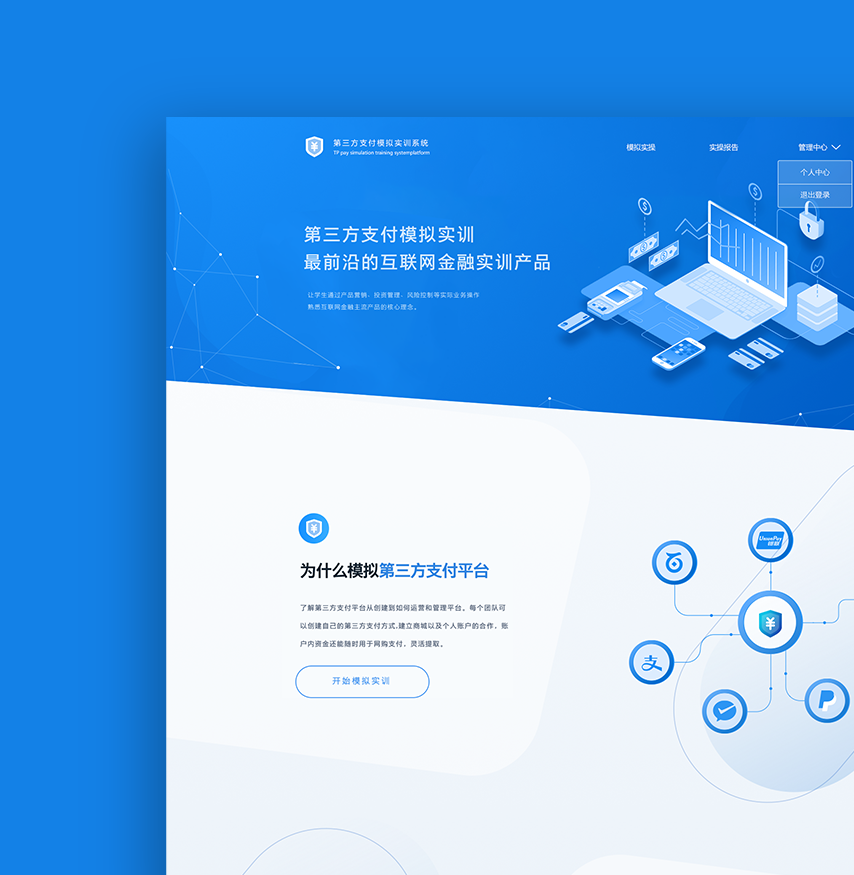 第三方支付模拟实训系统
TF pay simulation training systemplatform
模拟实操
实操报告
管理中心
个人中心
退出登录
第三方支付模拟实训
最前沿的互联网金融实训产品
让学生通过产品营销，投资管理，风险控制等实际业务操作
熟悉互联网金融主流产品的核心理念。
为什么模拟第三方支付平台
了解第三方支付平台从创建到如何运营和管理平台。每个团队可
以创建自己的第三方支付方式,建立商城以及个人账户的合作，账
户内资金还能随时用于网购支付，灵活提取。
开始模拟实训
UnionPay
银联
支